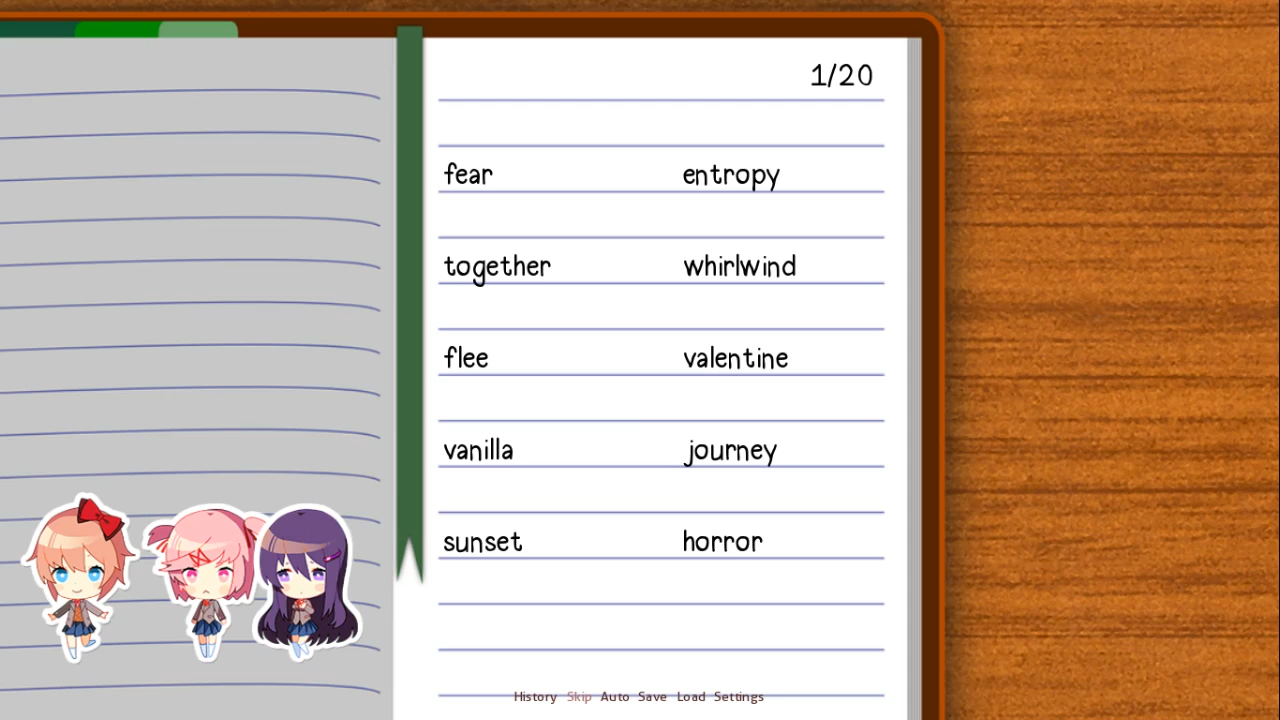 1/20
fear entropy
together whirlwind
flee valentine
vanilla journey
sunset horror
History Skip Auto Save Load Settings